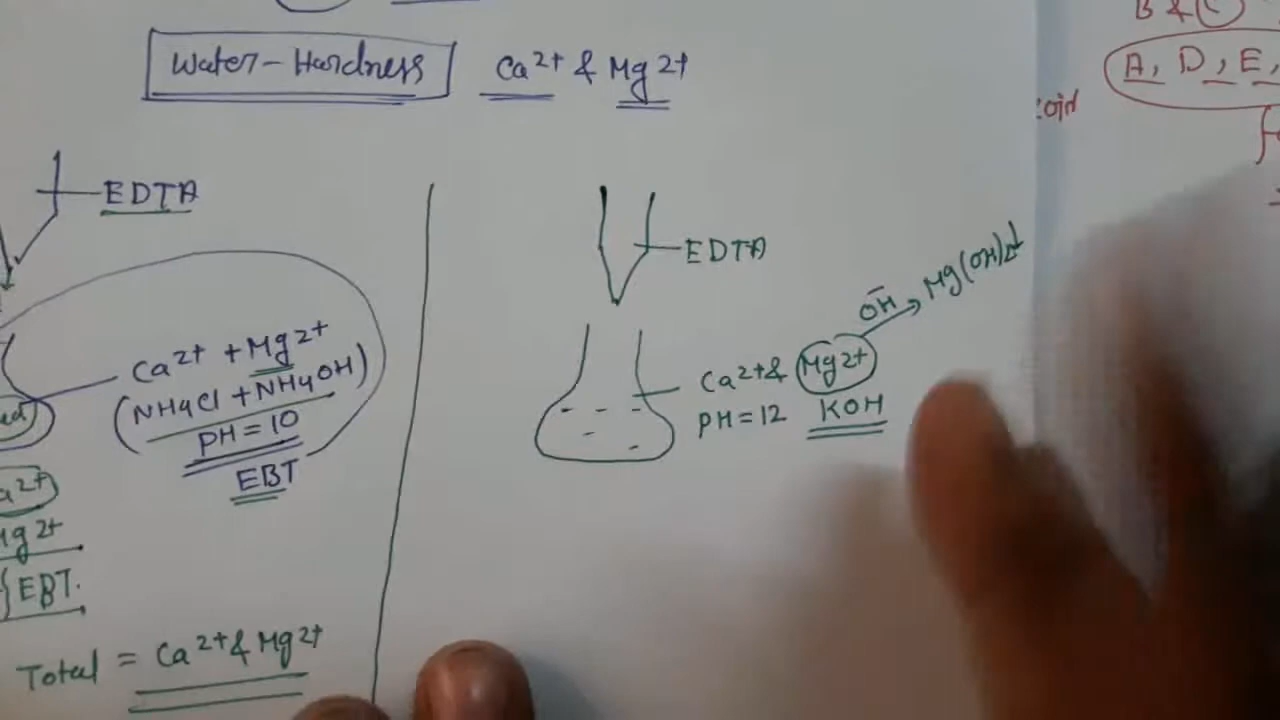 Water-Hardness Ca2+ & Mg2+
EDTA
Ca2+ + Mg2+
(NH4Cl + NH4OH)
PH = 10
EBT
Mg2+
{EBT.
Total = Ca2+ & Mg2+
EDTA
OH- → Mg(OH)2↓
Ca2+ & Mg2+
PH = 12 KOH
B & C
A, D, E,